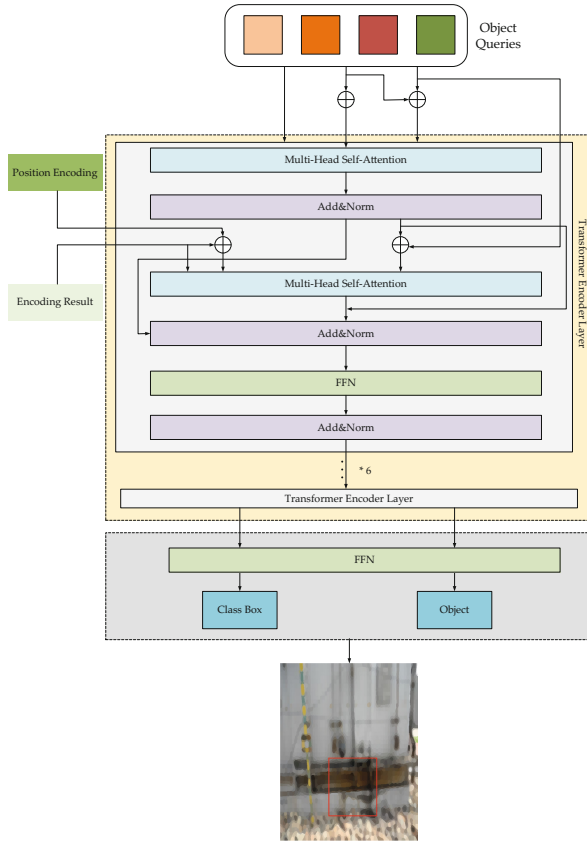 Object
Queries
Multi-Head Self-Attention
Position Encoding
Add&Norm
Encoding Result
Multi-Head Self-Attention
Transformer Encoder Layer
Add&Norm
FFN
Add&Norm
* 6
Transformer Encoder Layer
FFN
Class Box
Object